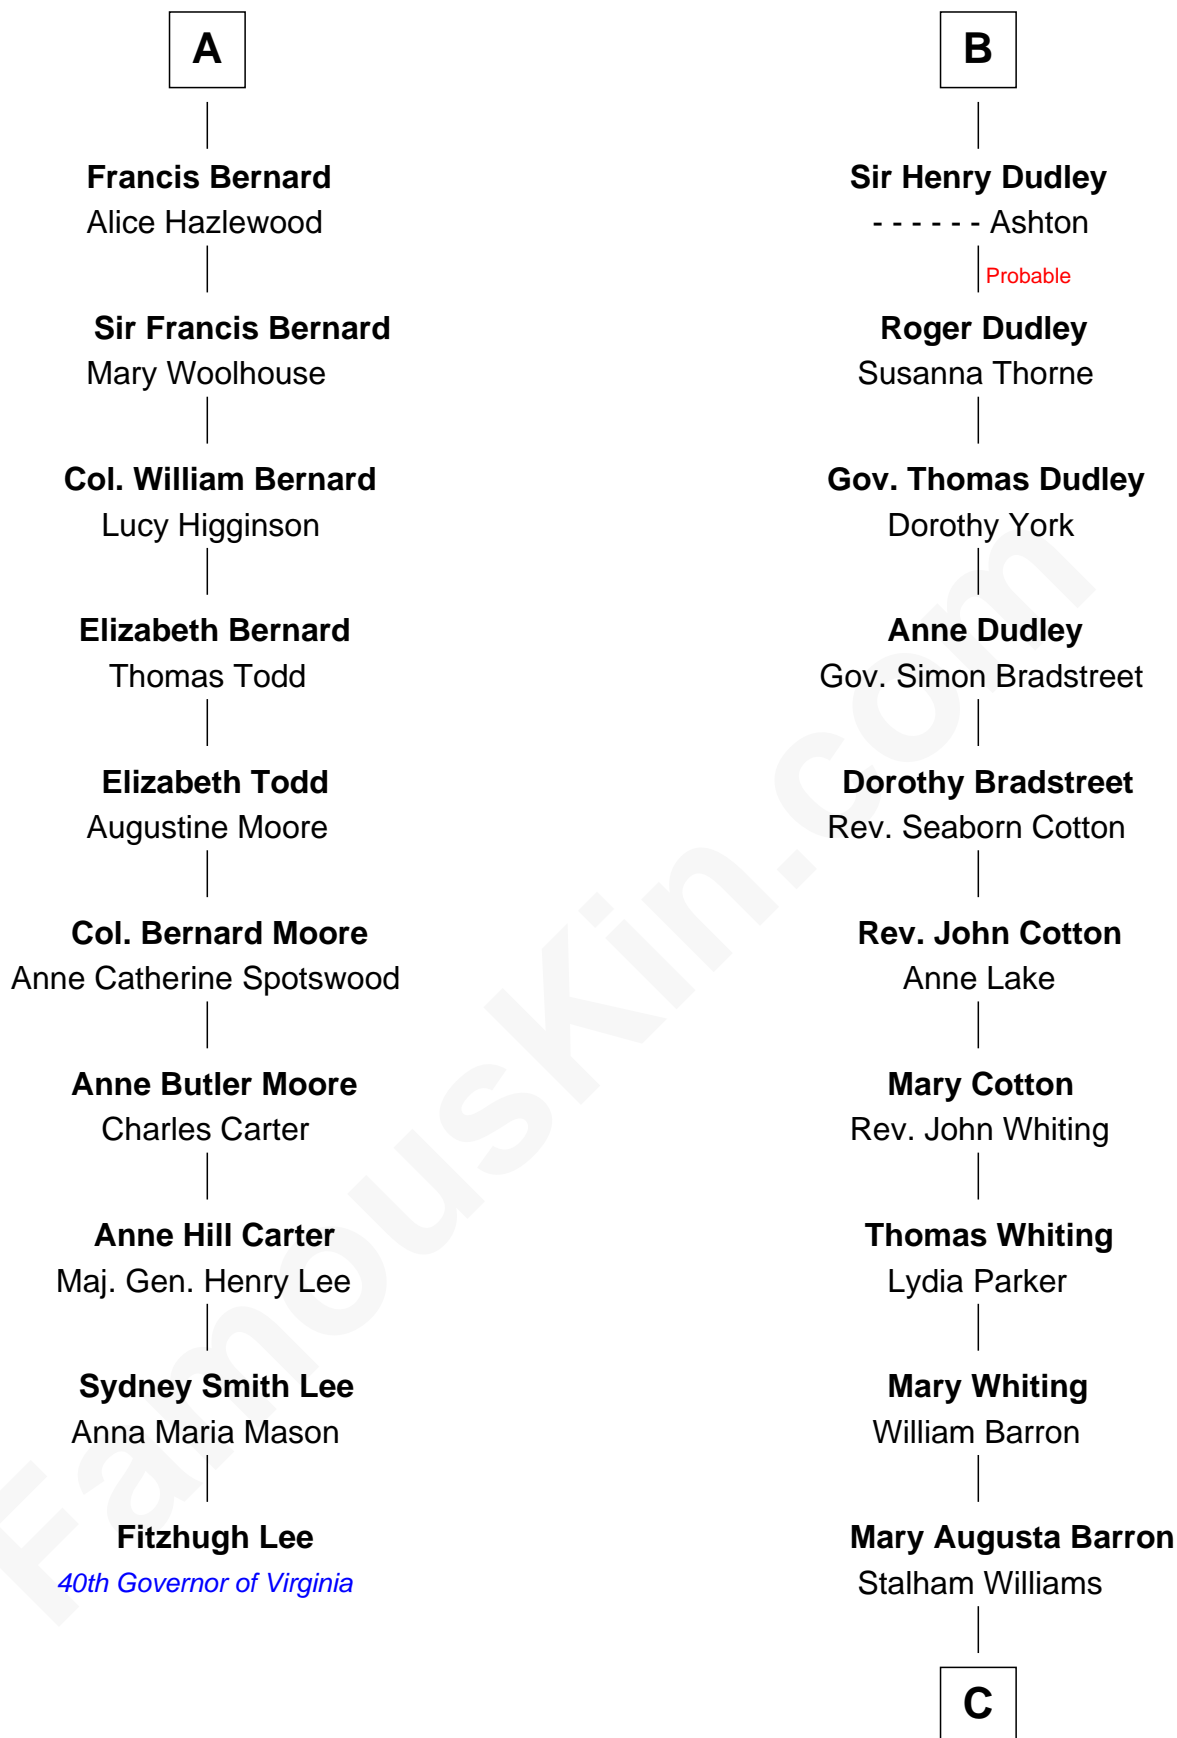 A
Francis Bernard
Alice Hazlewood
Sir Francis Bernard
Mary Woolhouse
Col. William Bernard
Lucy Higginson
Elizabeth Bernard
Thomas Todd
Elizabeth Todd
Augustine Moore
Col. Bernard Moore
Anne Catherine Spotswood
Anne Butler Moore
Charles Carter
Anne Hill Carter
Maj. Gen. Henry Lee
Sydney Smith Lee
Anna Maria Mason
Fitzhugh Lee
40th Governor of Virginia
B
Sir Henry Dudley
- - - - - - Ashton
Probable
Roger Dudley
Susanna Thorne
Gov. Thomas Dudley
Dorothy York
Anne Dudley
Gov. Simon Bradstreet
Dorothy Bradstreet
Rev. Seaborn Cotton
Rev. John Cotton
Anne Lake
Mary Cotton
Rev. John Whiting
Thomas Whiting
Lydia Parker
Mary Whiting
William Barron
Mary Augusta Barron
Stalham Williams
C
FamousKin.com